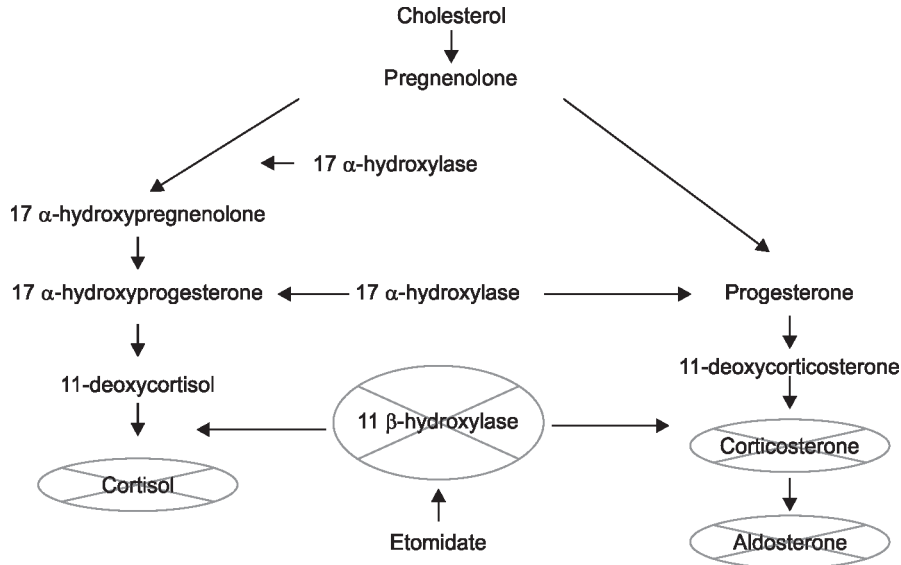 Cholesterol
Pregnenolone
17 α-hydroxylase
17 α-hydroxypregnenolone
17 α-hydroxyprogesterone
17 α-hydroxylase
Progesterone
11-deoxycortisol
11-deoxycorticosterone
11 β-hydroxylase
Corticosterone
Cortisol
Etomidate
Aldosterone